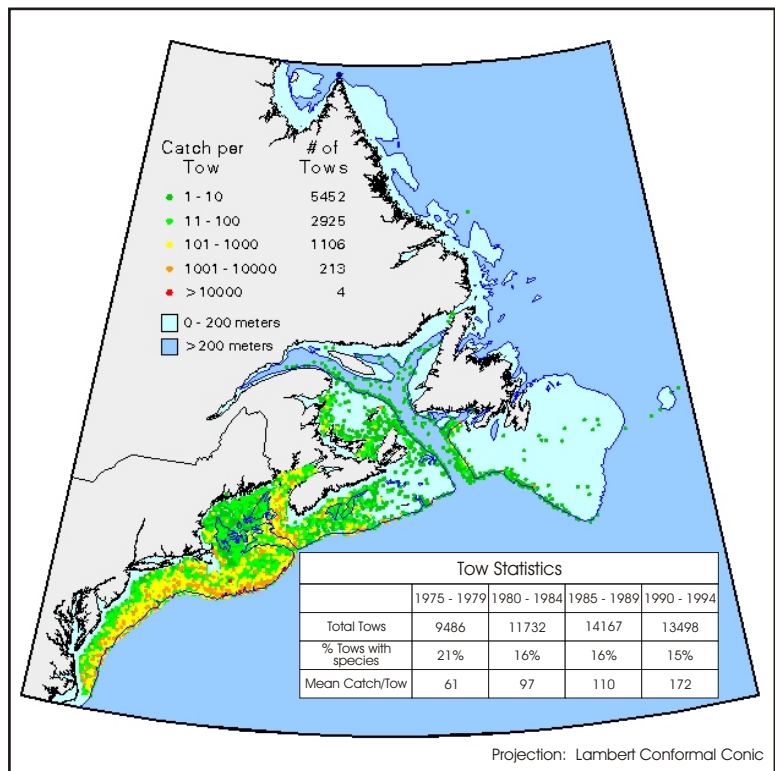 Catch per Tow # of Tows
1 - 10 5452
11 - 100 2925
101 - 1000 1106
1001 - 10000 213
>10000 4
0 - 200 meters
>200 meters
Tow Statistics
1975 - 1979 1980 - 1984 1985 - 1989 1990 - 1994
Total Tows 9486 11732 14167 13498
% Tows with species 21% 16% 16% 15%
Mean Catch/Tow 61 97 110 172
Projection: Lambert Conformal Conic